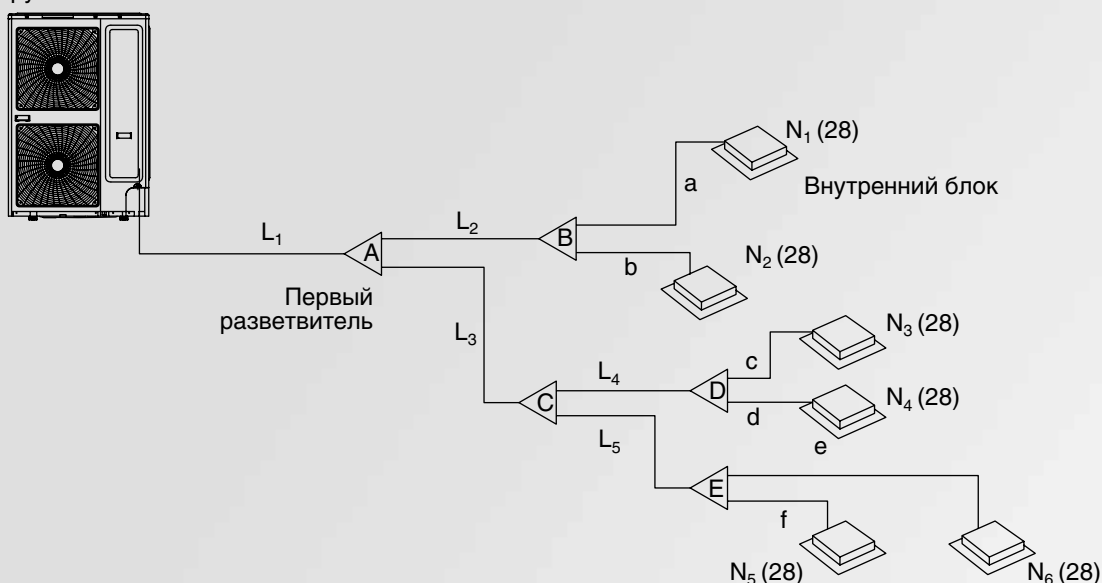 N₁ (28)
a
Внутренний блок
L₂
L₁
B
A
b
N₂ (28)
Первый
разветвитель
L₃
N₃ (28)
c
L₄
D
C
N₄ (28)
d
L₅
e
E
f
N₅ (28)
N₆ (28)